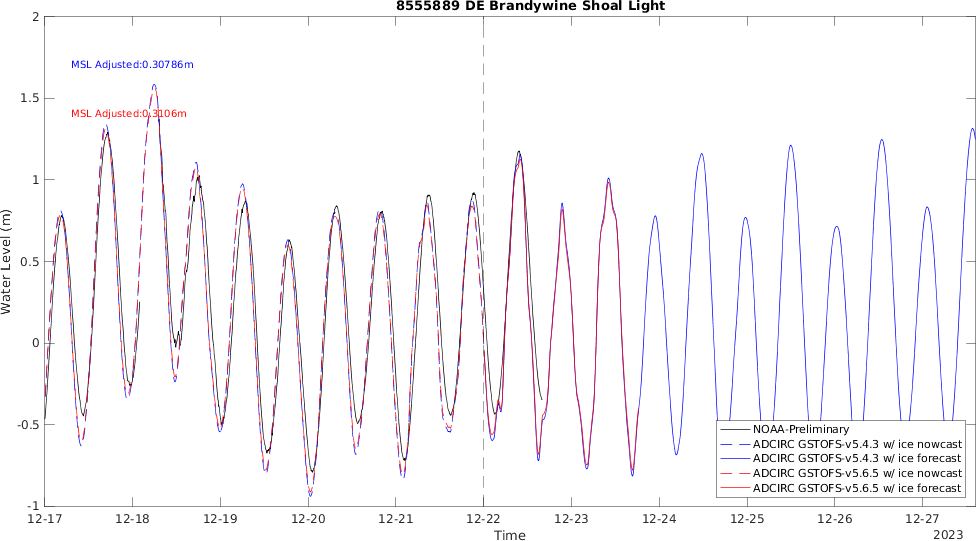 8555889 DE Brandywine Shoal Light
2
1.5
1
0.5
0
-0.5
-1
Water Level (m)
MSL Adjusted:0.30786m
MSL Adjusted:0.3106m
NOAA-Preliminary
ADCIRC GSTOFS-v5.4.3 w/ ice nowcast
ADCIRC GSTOFS-v5.4.3 w/ ice forecast
ADCIRC GSTOFS-v5.6.5 w/ ice nowcast
ADCIRC GSTOFS-v5.6.5 w/ ice forecast
12-17 12-18 12-19 12-20 12-21 12-22 12-23 12-24 12-25 12-26 12-27
Time
2023